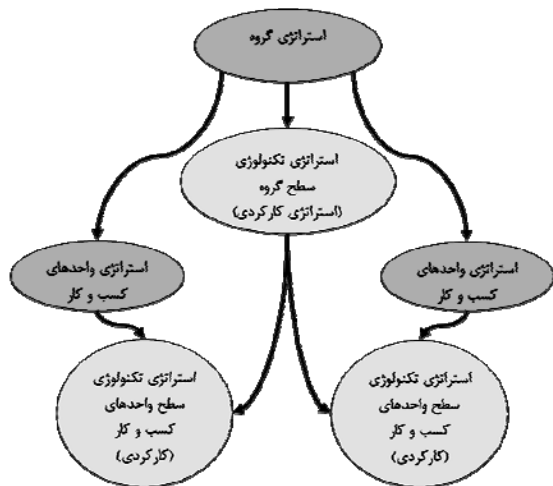 استراتژی گروه
استراتژی تکنولوژی
سطح گروه
(استراتژی کارکردی)
استراتژی واحدهای
کسب و کار
استراتژی واحدهای
کسب و کار
استراتژی تکنولوژی
سطح واحدهای
کسب و کار
(کارکردی)
استراتژی تکنولوژی
سطح واحدهای
کسب و کار
(کارکردی)